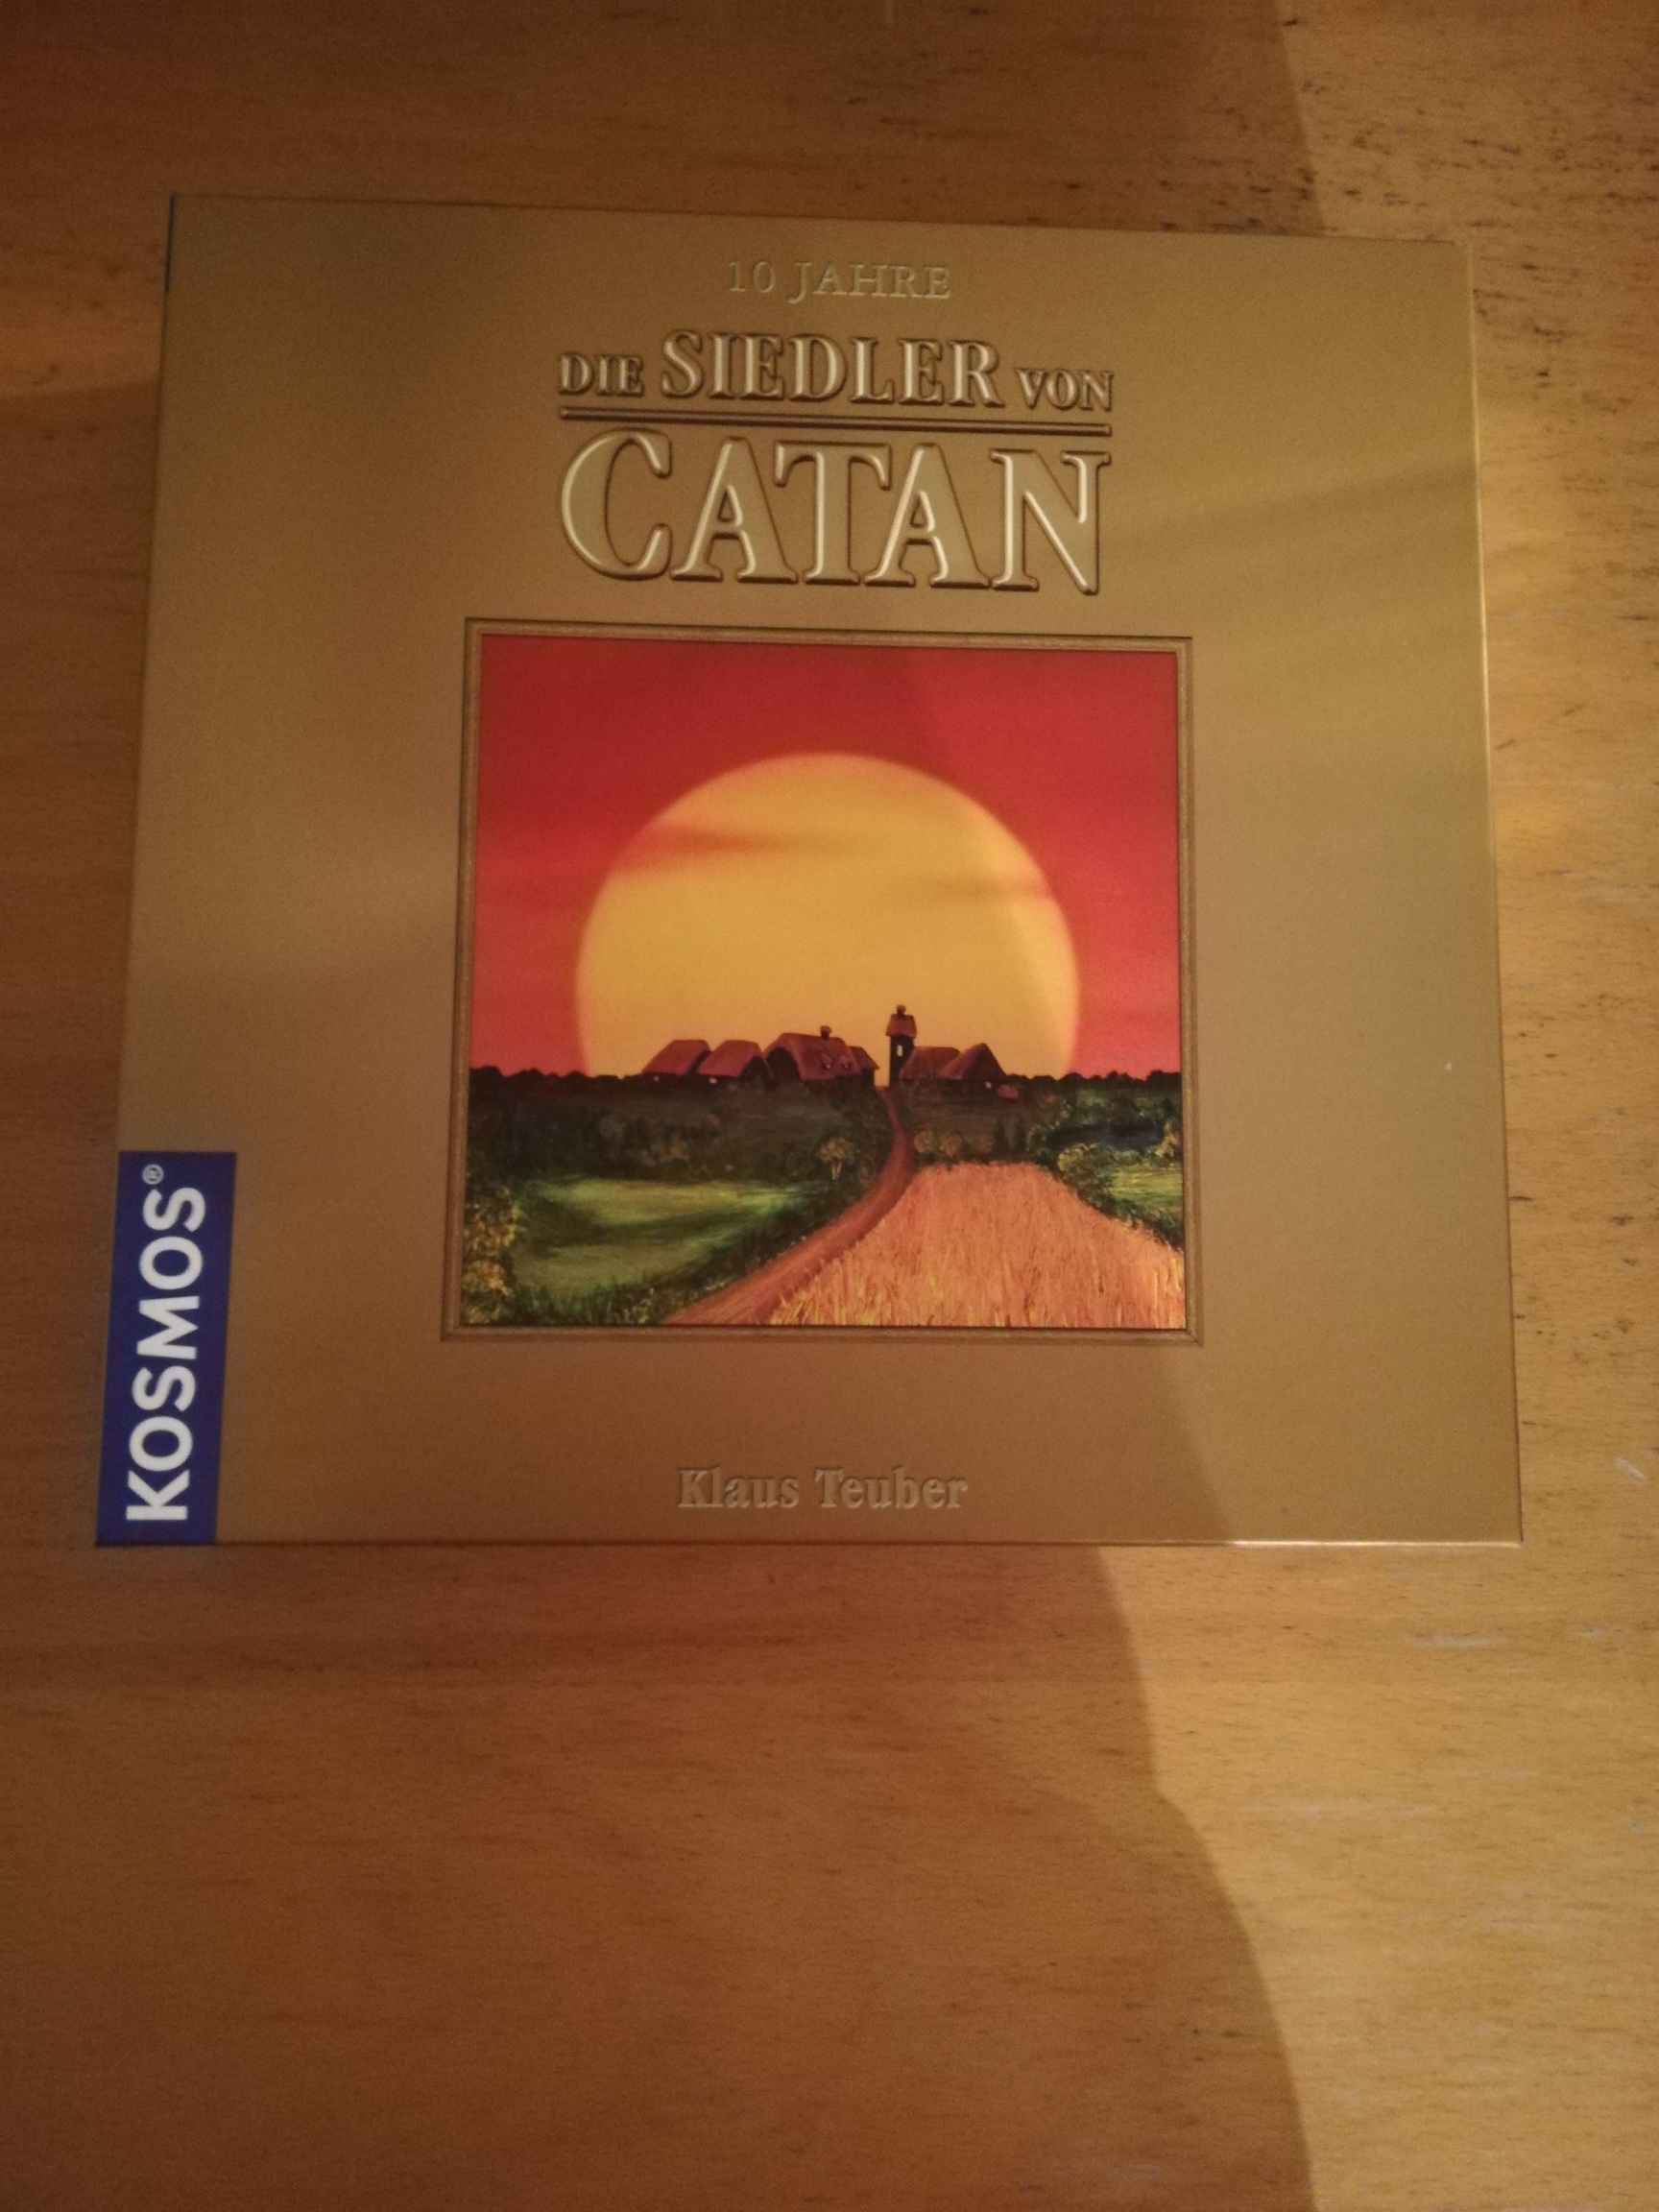 10 JAHRE
DIE SIEDLER VON
CATAN
KOSMOS®
Klaus Teuber